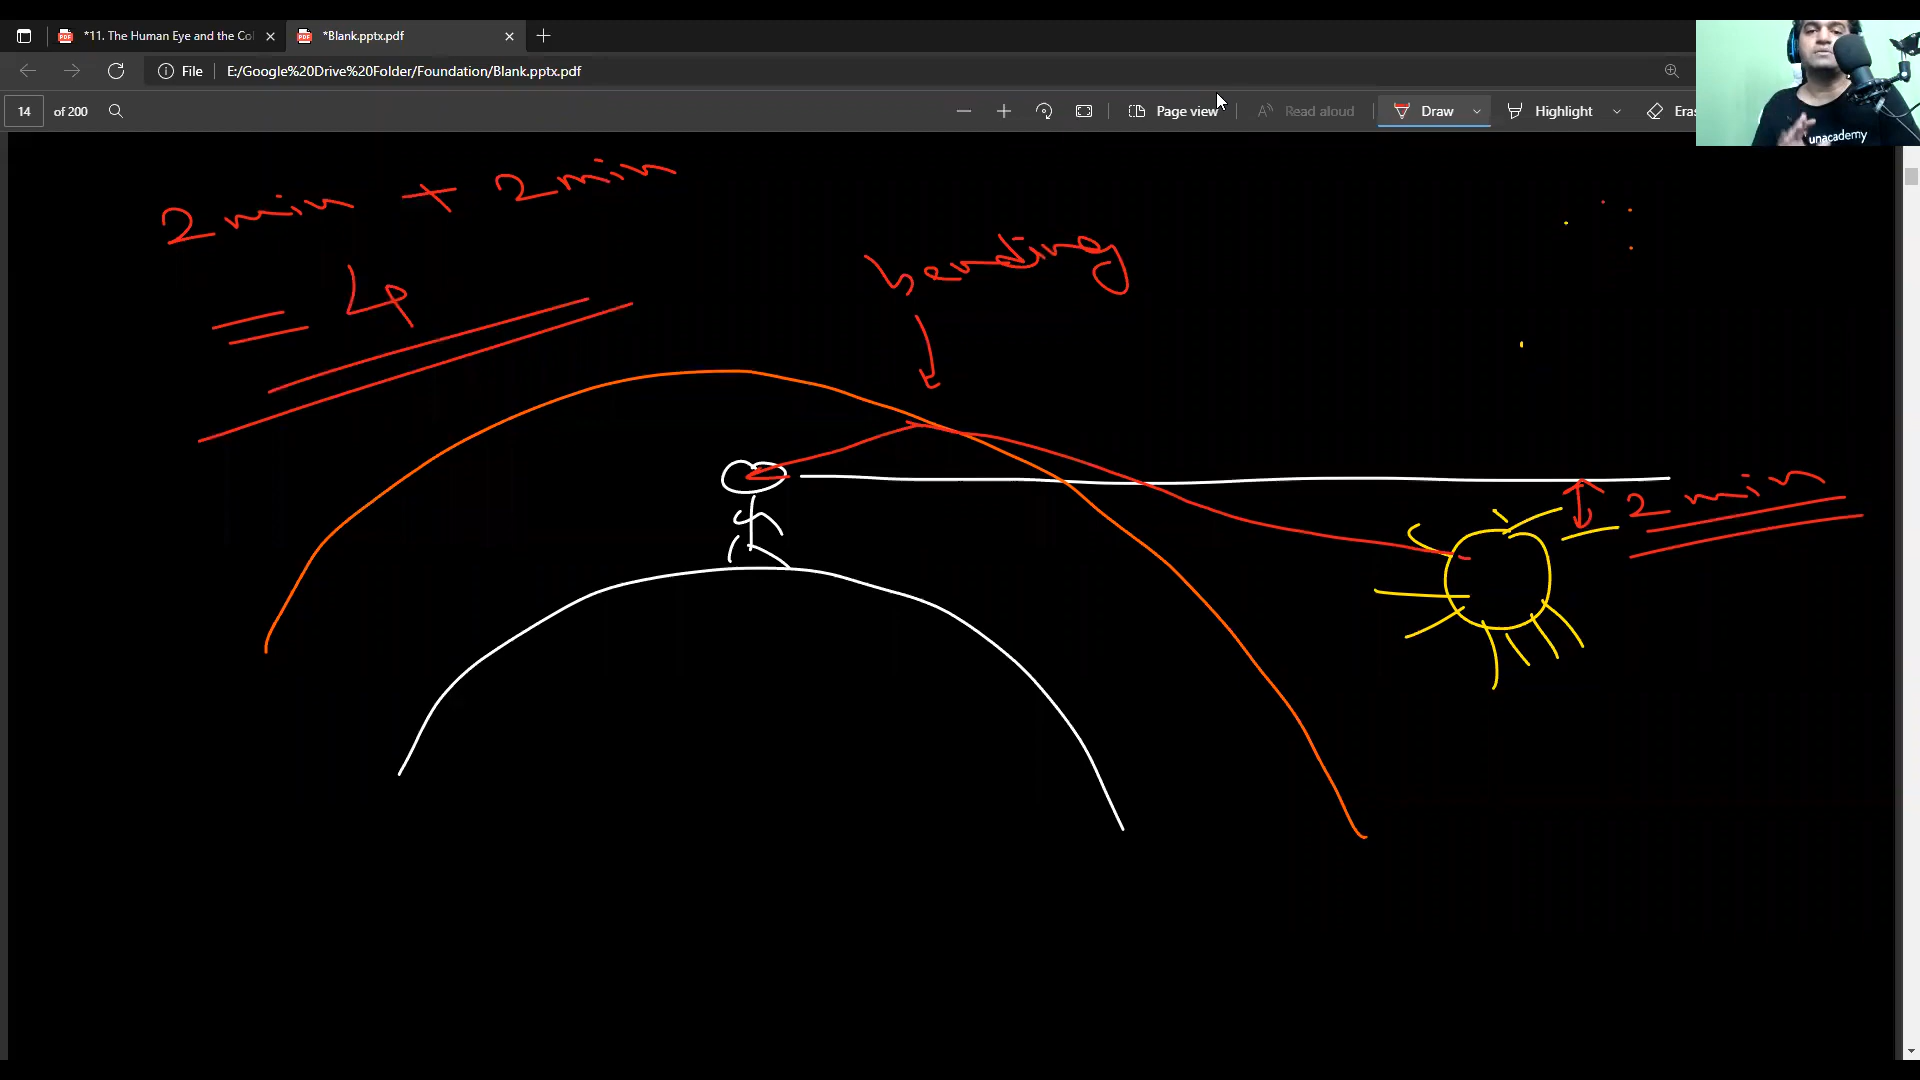 *11. The Human Eye and the Co
*Blank.pptx.pdf
File
E:/Google%20Drive%20Folder/Foundation/Blank.pptx.pdf
14 of 200
Page view
Read aloud
Draw
Highlight
Eras
unacademy
2 min + 2 min
= 4
bending
2 min